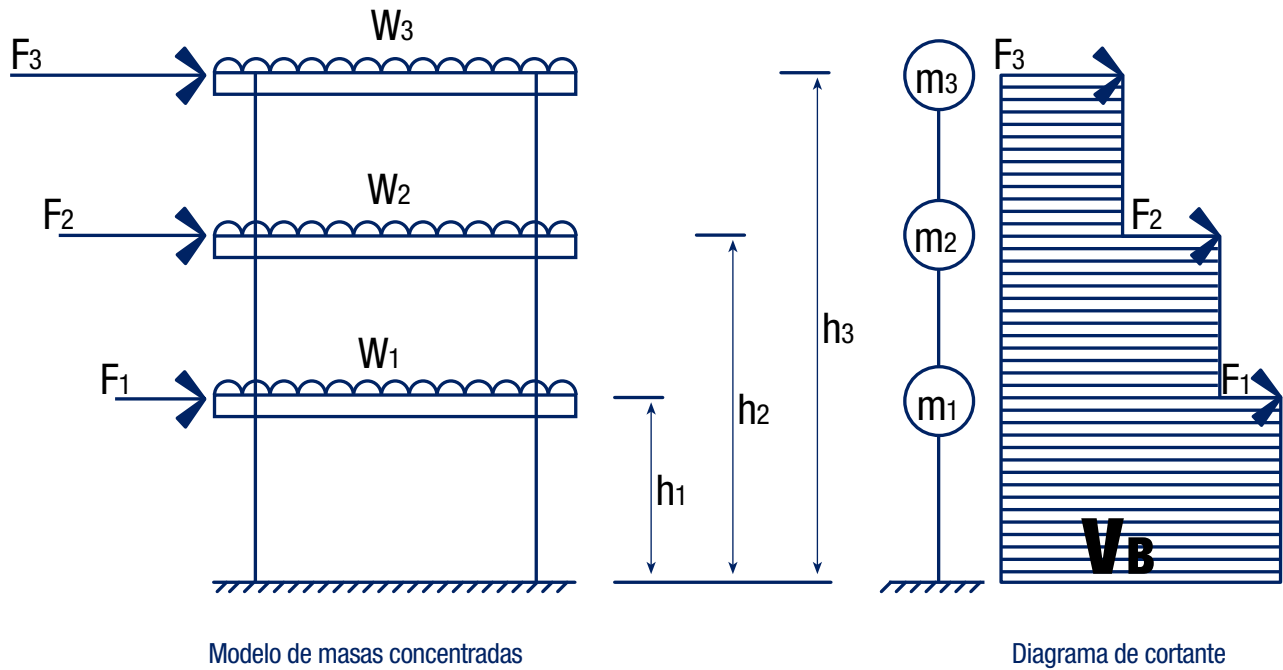 W3
F3
W2
F2
W1
F1
h1
h2
h3
m3
m2
m1
F3
F2
F1
VB
Modelo de masas concentradas
Diagrama de cortante